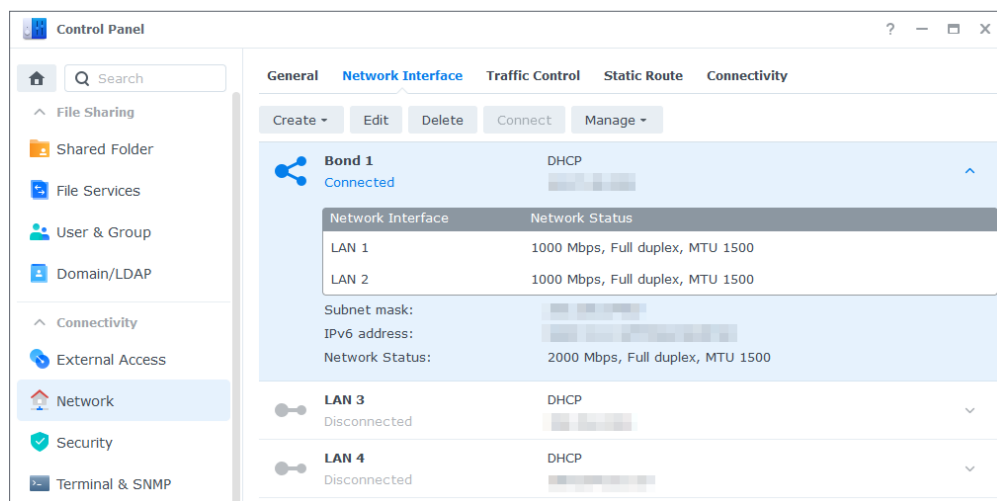 Control Panel
?
Search
General Network Interface Traffic Control Static Route Connectivity
File Sharing
Shared Folder
File Services
User & Group
Domain/LDAP
Connectivity
External Access
Network
Security
Terminal & SNMP
Create Edit Delete Connect Manage
Bond 1 DHCP
Connected
Network Interface Network Status
LAN 1 1000 Mbps, Full duplex, MTU 1500
LAN 2 1000 Mbps, Full duplex, MTU 1500
Subnet mask:
IPv6 address:
Network Status: 2000 Mbps, Full duplex, MTU 1500
LAN 3 DHCP
Disconnected
LAN 4 DHCP
Disconnected